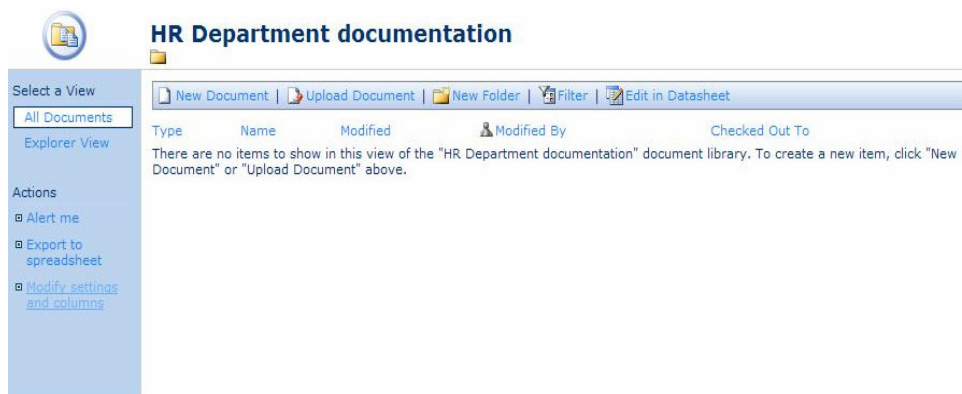 HR Department documentation
Select a View
All Documents
Explorer View
Actions
Alert me
Export to
spreadsheet
Modify settings
and columns
New Document | Upload Document | New Folder | Filter | Edit in Datasheet
Type Name Modified Modified By Checked Out To
There are no items to show in this view of the "HR Department documentation" document library. To create a new item, click "New
Document" or "Upload Document" above.